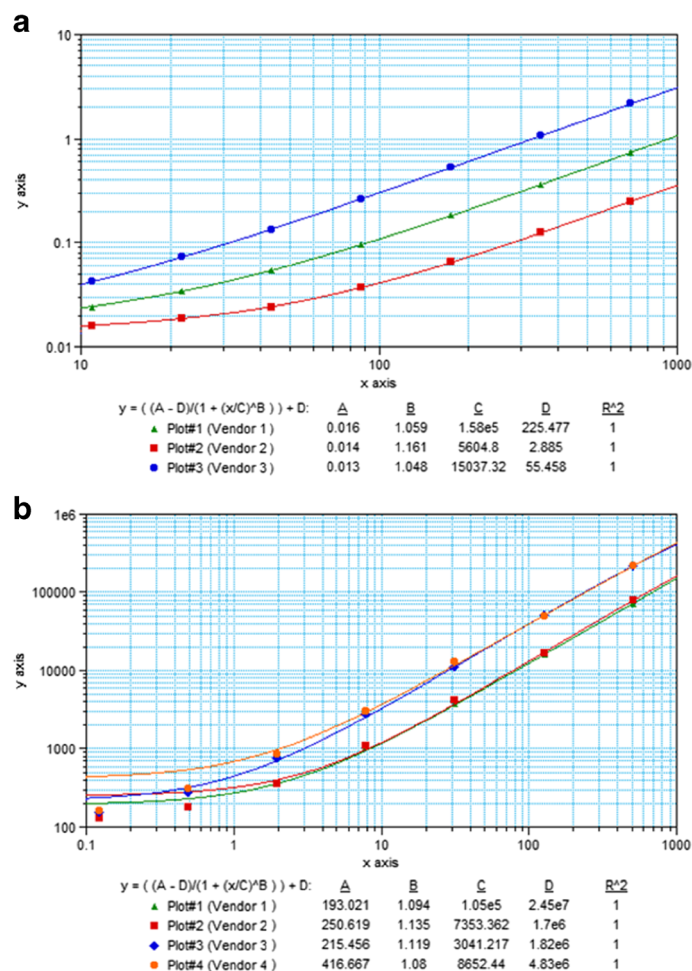 a
10
1
0.1
0.01
y axis
10 100 1000
x axis
y = ( (A - D)/(1 + (x/C)^B ) ) + D: A B C D R^2
Plot#1 (Vendor 1 ) 0.016 1.059 1.58e5 225.477 1
Plot#2 (Vendor 2 ) 0.014 1.161 5604.8 2.885 1
Plot#3 (Vendor 3 ) 0.013 1.048 15037.32 55.458 1
b
1e6
100000
10000
1000
100
y axis
0.1 1 10 100 1000
x axis
y = ( (A - D)/(1 + (x/C)^B ) ) + D: A B C D R^2
Plot#1 (Vendor 1 ) 193.021 1.094 1.05e5 2.45e7 1
Plot#2 (Vendor 2 ) 250.619 1.135 7353.362 1.7e6 1
Plot#3 (Vendor 3 ) 215.456 1.119 3041.217 1.82e6 1
Plot#4 (Vendor 4 ) 416.667 1.08 8652.44 4.83e6 1